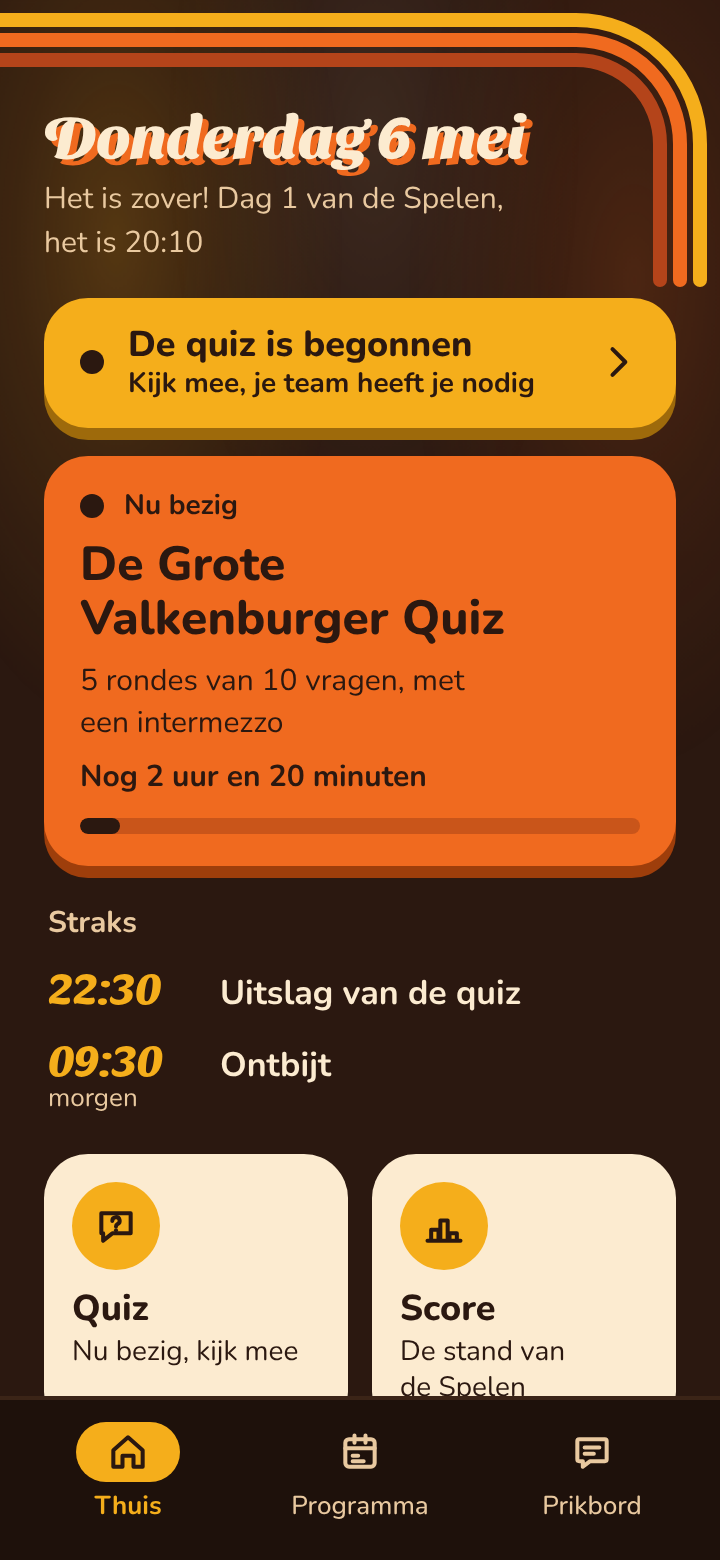 Donderdag 6 mei
Het is zover! Dag 1 van de Spelen,
het is 20:10
De quiz is begonnen
Kijk mee, je team heeft je nodig
Nu bezig
De Grote
Valkenburger Quiz
5 rondes van 10 vragen, met
een intermezzo
Nog 2 uur en 20 minuten
Straks
22:30 Uitslag van de quiz
09:30 Ontbijt
morgen
Quiz
Nu bezig, kijk mee
Score
De stand van
de Spelen
Thuis
Programma
Prikbord